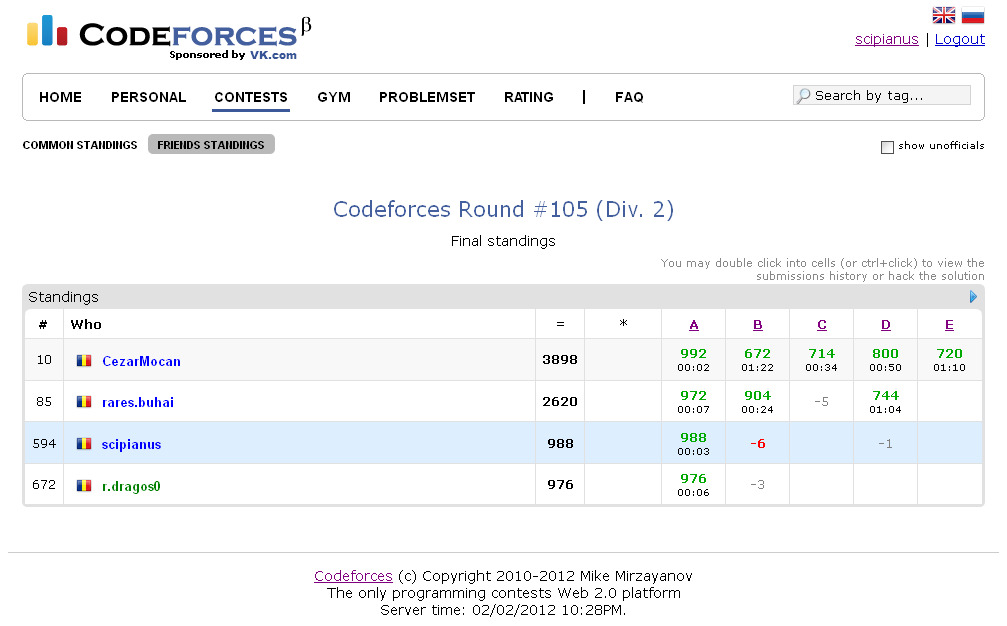 CODEFORCES β
Sponsored by VK.com
scipianus | Logout
HOME PERSONAL CONTESTS GYM PROBLEMSET RATING | FAQ
Search by tag...
COMMON STANDINGS FRIENDS STANDINGS
show unofficials
Codeforces Round #105 (Div. 2)
Final standings
You may double click into cells (or ctrl+click) to view the
submissions history or hack the solution
Standings
# Who = * A B C D E
10 CezarMocan 3898 992 672 714 800 720
00:02 01:22 00:34 00:50 01:10
85 rares.buhai 2620 972 904 -5 744
00:07 00:24 01:04
594 scipianus 988 988 -6 -1
00:03
672 r.dragos0 976 976 -3
00:06
Codeforces (c) Copyright 2010-2012 Mike Mirzayanov
The only programming contests Web 2.0 platform
Server time: 02/02/2012 10:28PM.